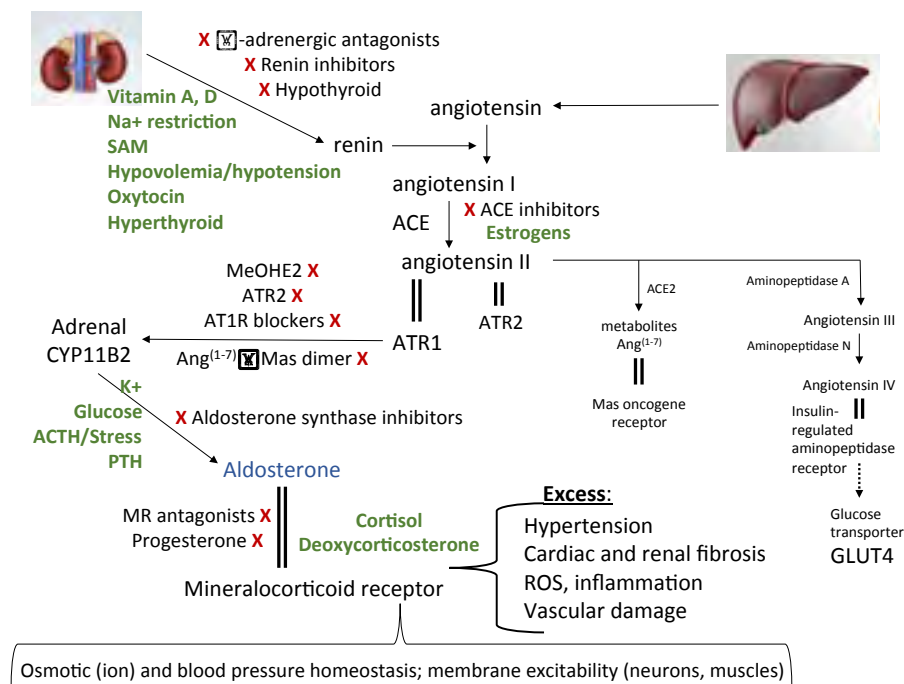 X -adrenergic antagonists
X Renin inhibitors
X Hypothyroid
Vitamin A, D
Na+ restriction
SAM
Hypovolemia/hypotension
Oxytocin
Hyperthyroid
angiotensin
renin
angiotensin I
ACE
X ACE inhibitors
Estrogens
angiotensin II
MeOHE2 X
ATR2 X
AT1R blockers X
Ang(1-7) Mas dimer X
ATR1
ATR2
ACE2
metabolites
Ang(1-7)
Mas oncogene
receptor
Aminopeptidase A
Angiotensin III
Aminopeptidase N
Angiotensin IV
Insulin-
regulated
aminopeptidase
receptor
Glucose
transporter
GLUT4
Adrenal
CYP11B2
K+
Glucose
ACTH/Stress
PTH
X Aldosterone synthase inhibitors
Aldosterone
MR antagonists X
Progesterone X
Cortisol
Deoxycorticosterone
Mineralocorticoid receptor
Excess:
Hypertension
Cardiac and renal fibrosis
ROS, inflammation
Vascular damage
Osmotic (ion) and blood pressure homeostasis; membrane excitability (neurons, muscles)